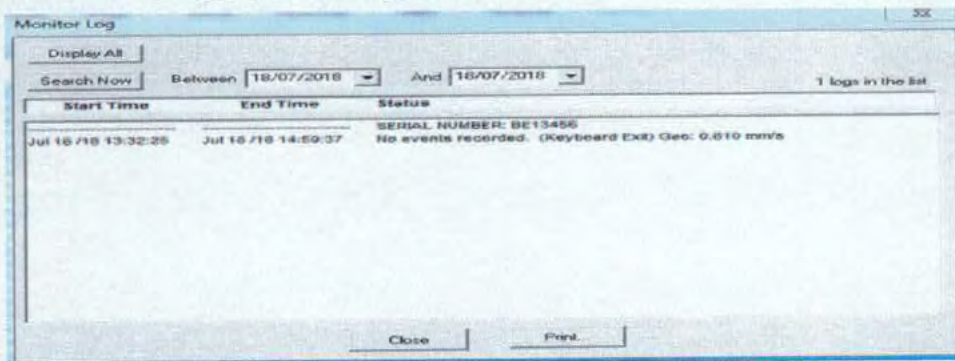 Monitor Log
Display All
Search Now Between 18/07/2018 And 18/07/2018 1 logs in the list
Start Time End Time Status
SERIAL NUMBER: BE13456
Jul 18 /18 13:32:25 Jul 18 /18 14:59:37 No events recorded. (Keyboard Exit) Geo: 0.510 mm/s
Close Print...